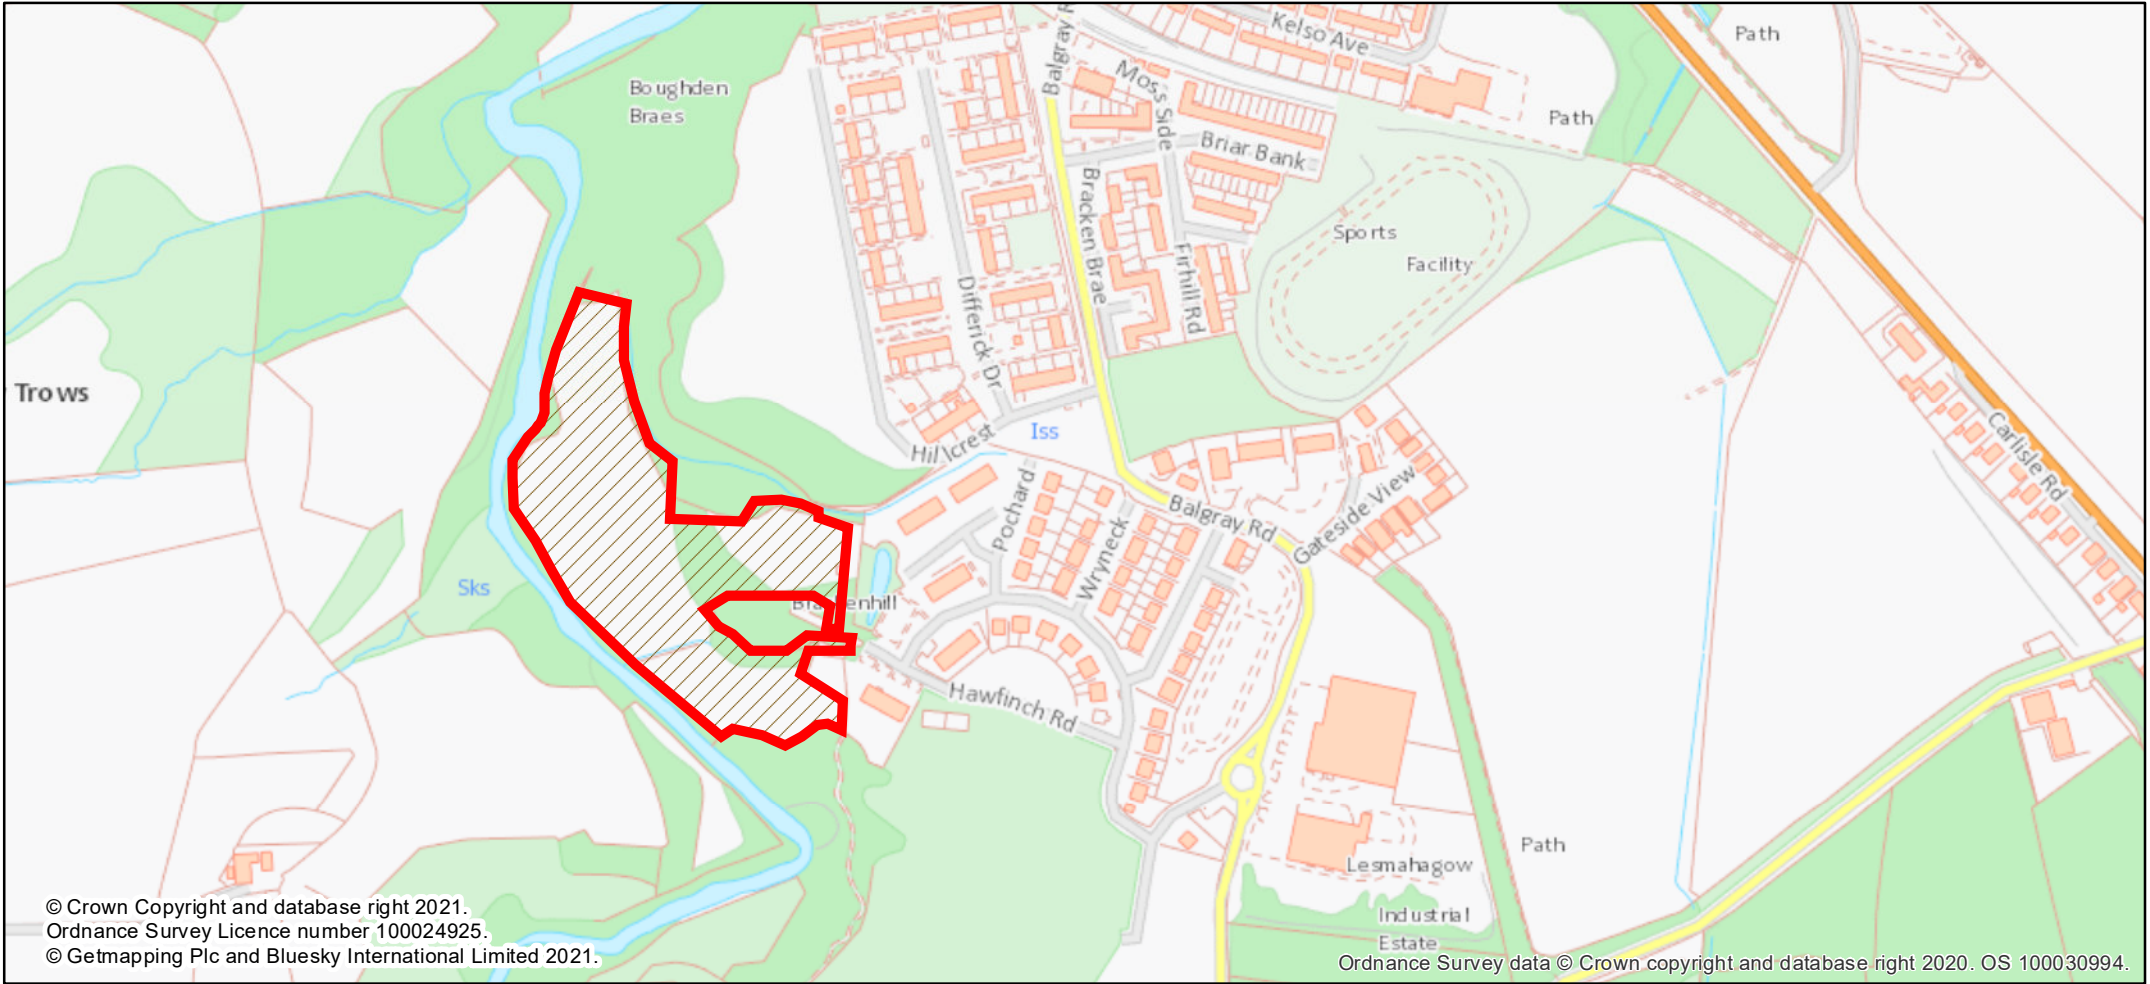 Kelso Ave
Path
Balgray R
Moss Side
Boughden
Braes
Path
Briar Bank
Bracken Brae
Sports
Facility
Firhill Rd
Differick Dr
Trows
Iss
Hillcrest
Carlisle Rd
Pochard
Balgray Rd
Gateside View
Wryneck
Sks
Brackenhill
Hawfinch Rd
Path
Lesmahagow
Industrial
Estate
© Crown Copyright and database right 2021.
Ordnance Survey Licence number 100024925.
© Getmapping Plc and Bluesky International Limited 2021.
Ordnance Survey data © Crown copyright and database right 2020. OS 100030994.